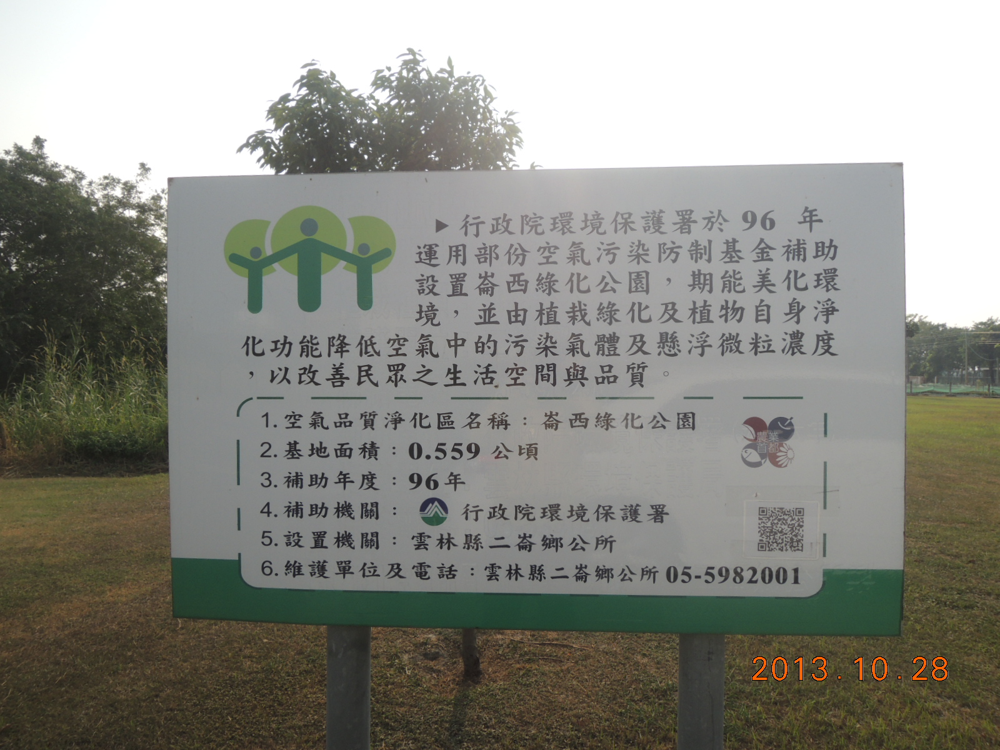 ▶行政院環境保護署於 96 年
運用部份空氣污染防制基金補助
設置崙西綠化公園，期能美化環
境，並由植栽綠化及植物自身淨
化功能降低空氣中的污染氣體及懸浮微粒濃度
，以改善民眾之生活空間與品質。
1.空氣品質淨化區名稱：崙西綠化公園
2.基地面積：0.559 公頃
3.補助年度：96年
4.補助機關： 行政院環境保護署
5.設置機關：雲林縣二崙鄉公所
6.維護單位及電話：雲林縣二崙鄉公所 05-5982001
農業
首都
2013.10.28